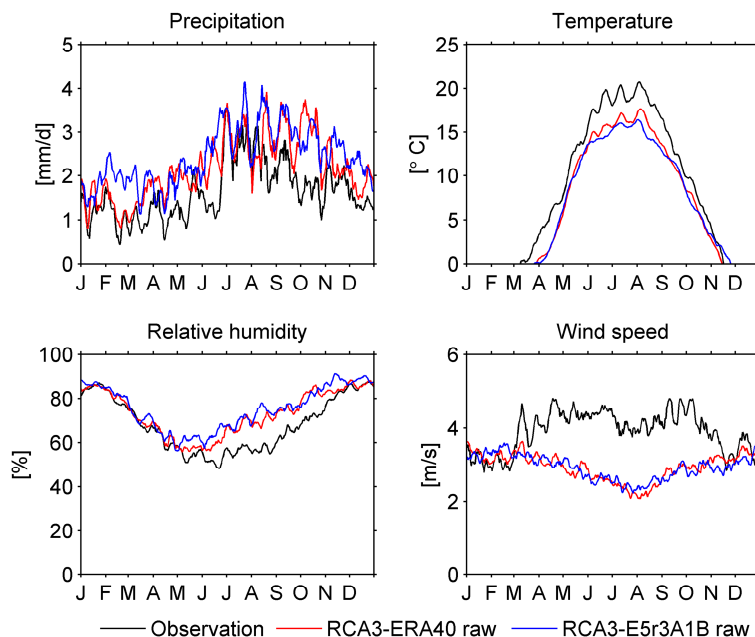 Precipitation
Temperature
5
4
3
2
1
0
[mm/d]
J F M A M J J A S O N D
25
20
15
10
5
0
[° C]
J F M A M J J A S O N D
Relative humidity
Wind speed
100
80
60
40
20
0
[%]
J F M A M J J A S O N D
6
4
2
0
[m/s]
J F M A M J J A S O N D
Observation RCA3-ERA40 raw RCA3-E5r3A1B raw